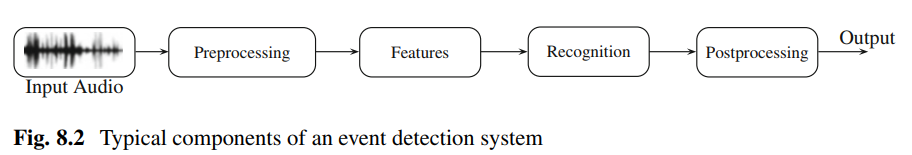 Output
Preprocessing
Features
Recognition
Postprocessing
Input Audio
Fig. 8.2 Typical components of an event detection system